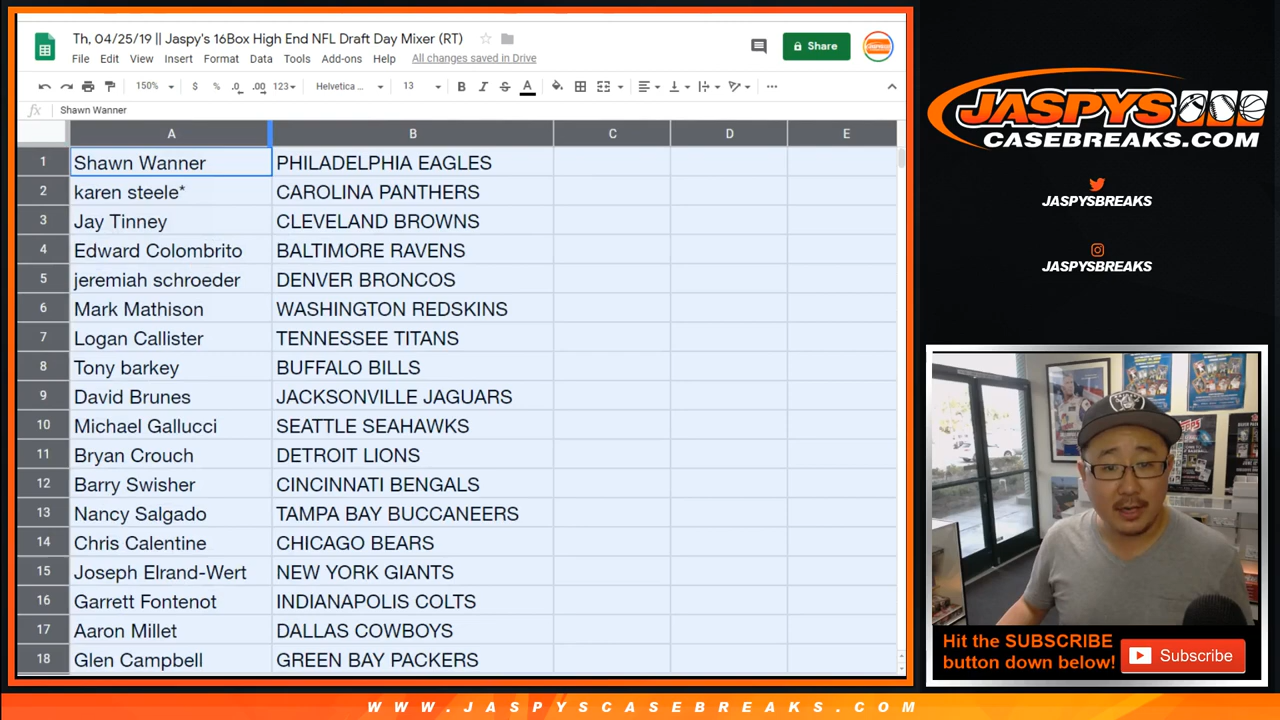 Th, 04/25/19 || Jaspy's 16Box High End NFL Draft Day Mixer (RT)
File Edit View Insert Format Data Tools Add-ons Help All changes saved in Drive
Share
150% $ % .0 .00 123 Helvetica ... 13 B I S A
fx Shawn Wanner
A B C D E
1 Shawn Wanner PHILADELPHIA EAGLES
2 karen steele* CAROLINA PANTHERS
3 Jay Tinney CLEVELAND BROWNS
4 Edward Colombrito BALTIMORE RAVENS
5 jeremiah schroeder DENVER BRONCOS
6 Mark Mathison WASHINGTON REDSKINS
7 Logan Callister TENNESSEE TITANS
8 Tony barkey BUFFALO BILLS
9 David Brunes JACKSONVILLE JAGUARS
10 Michael Gallucci SEATTLE SEAHAWKS
11 Bryan Crouch DETROIT LIONS
12 Barry Swisher CINCINNATI BENGALS
13 Nancy Salgado TAMPA BAY BUCCANEERS
14 Chris Calentine CHICAGO BEARS
15 Joseph Elrand-Wert NEW YORK GIANTS
16 Garrett Fontenot INDIANAPOLIS COLTS
17 Aaron Millet DALLAS COWBOYS
18 Glen Campbell GREEN BAY PACKERS
JASPYS
CASEBREAKS.COM
JASPYSBREAKS
JASPYSBREAKS
Hit the SUBSCRIBE
button down below!
Subscribe
WWW.JASPYSCASEBREAKS.COM